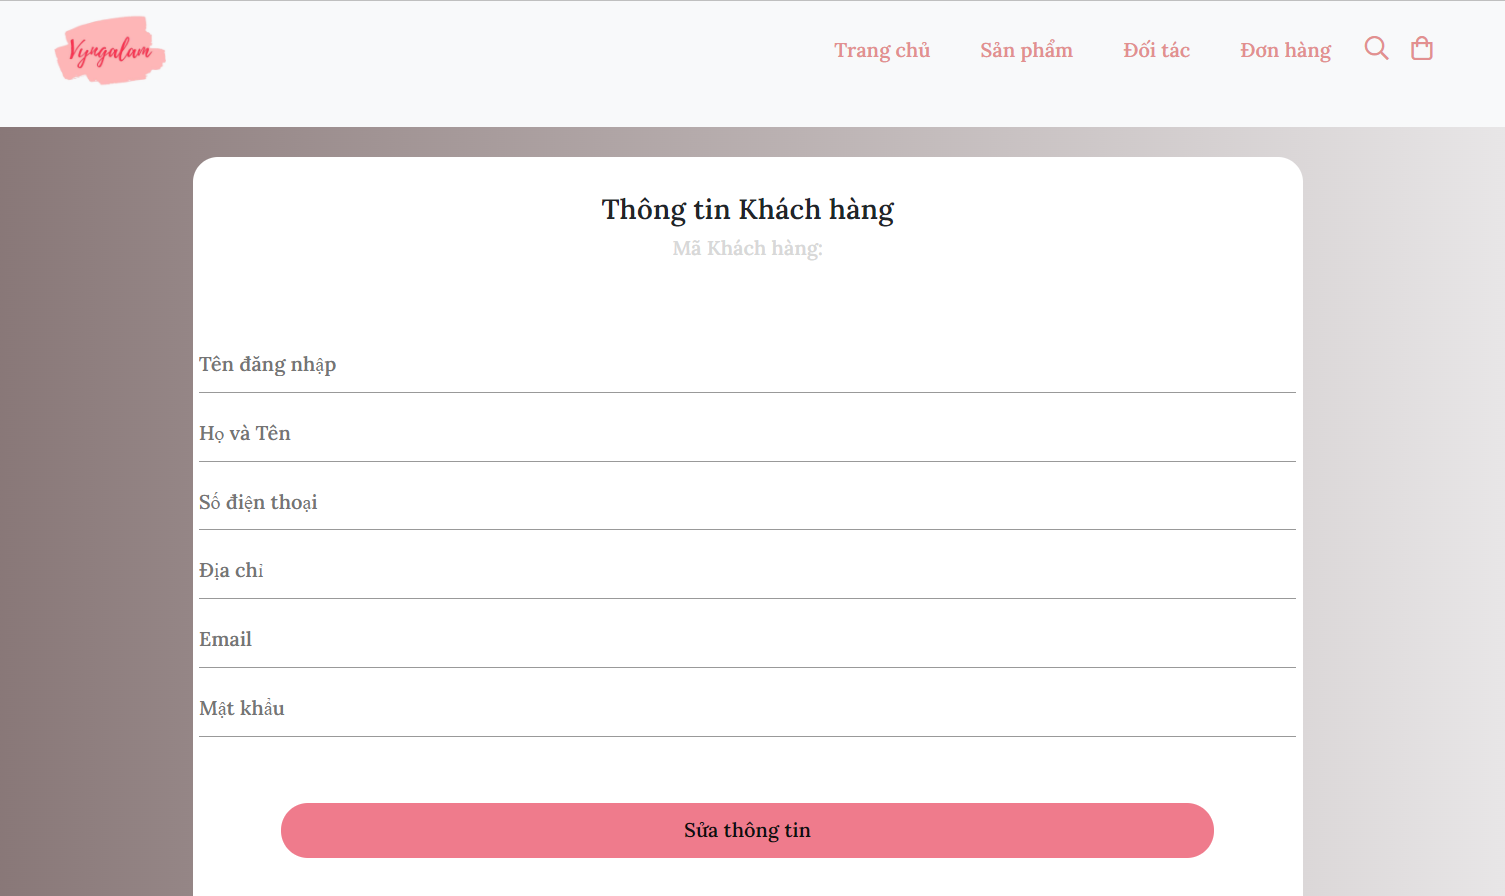 Vyngalam
Trang chủ Sản phẩm Đối tác Đơn hàng
Thông tin Khách hàng
Mã Khách hàng:
Tên đăng nhập
Họ và Tên
Số điện thoại
Địa chỉ
Email
Mật khẩu
Sửa thông tin